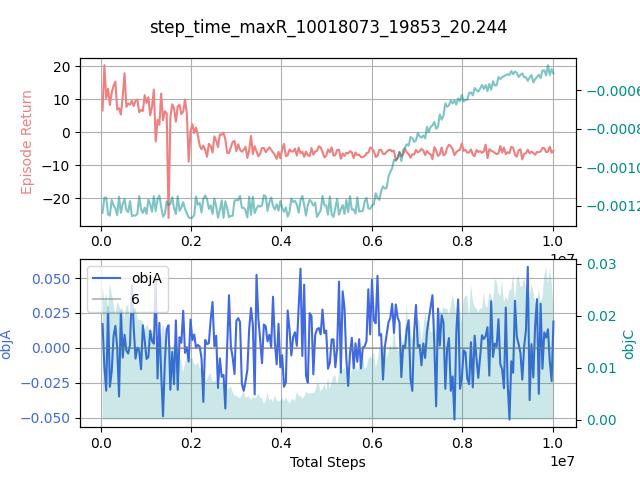 step_time_maxR_10018073_19853_20.244
20
10
0
−10
−20
Episode Return
−0.0006
−0.0008
−0.0010
−0.0012
0.0 0.2 0.4 0.6 0.8 1.0
1e7
0.050
0.025
0.000
−0.025
−0.050
objA
objA
6
0.03
0.02
0.01
0.00
objC
0.0 0.2 0.4 0.6 0.8 1.0
Total Steps
1e7